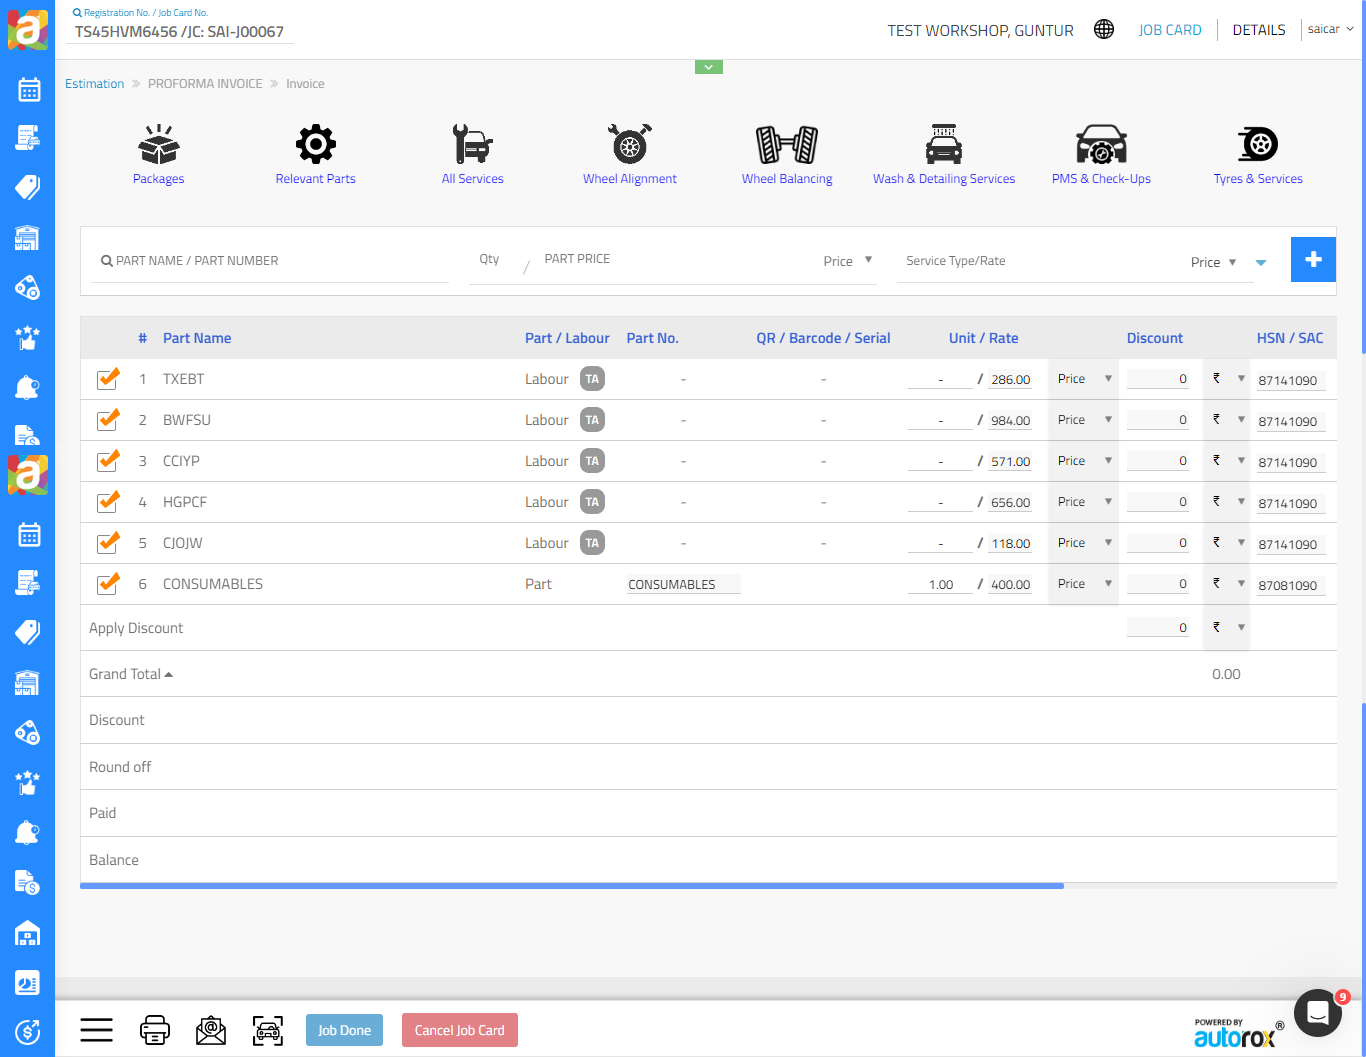 Registration No. / Job Card No.
TS45HVM6456 /JC: SAI-J00067
TEST WORKSHOP, GUNTUR
JOB CARD
DETAILS
saicar
Estimation » PROFORMA INVOICE » Invoice
Packages
Relevant Parts
All Services
Wheel Alignment
Wheel Balancing
Wash & Detailing Services
PMS & Check-Ups
Tyres & Services
PART NAME / PART NUMBER Qty / PART PRICE Price ▼ Service Type/Rate Price ▼ +
# Part Name Part / Labour Part No. QR / Barcode / Serial Unit / Rate Discount HSN / SAC
1 TXEBT Labour TA - - - / 286.00 Price ▼ 0 ₹ ▼ 87141090
2 BWFSU Labour TA - - - / 984.00 Price ▼ 0 ₹ ▼ 87141090
3 CCIYP Labour TA - - - / 571.00 Price ▼ 0 ₹ ▼ 87141090
4 HGPCF Labour TA - - - / 656.00 Price ▼ 0 ₹ ▼ 87141090
5 CJOJW Labour TA - - - / 118.00 Price ▼ 0 ₹ ▼ 87141090
6 CONSUMABLES Part CONSUMABLES 1.00 / 400.00 Price ▼ 0 ₹ ▼ 87081090
Apply Discount 0 ₹ ▼
Grand Total 0.00
Discount
Round off
Paid
Balance
Job Done
Cancel Job Card
POWERED BY
autorox®
9